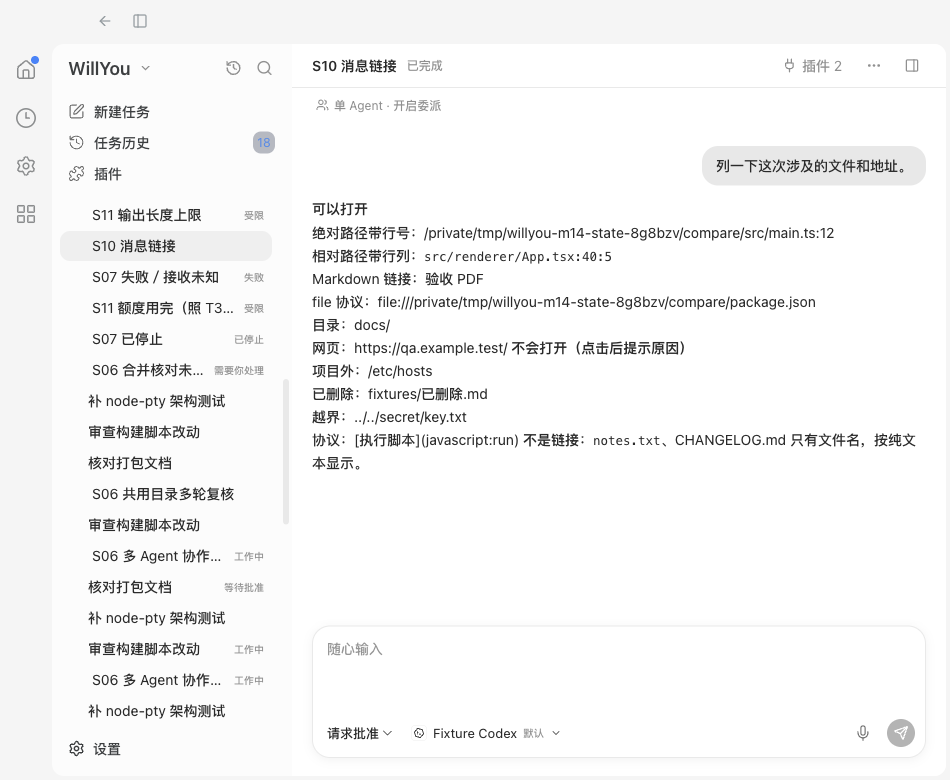 WillYou
新建任务
任务历史 18
插件
S11 输出长度上限 受限
S10 消息链接
S07 失败 / 接收未知 失败
S11 额度用完（照 T3... 受限
S07 已停止 已停止
S06 合并核对未... 需要你处理
补 node-pty 架构测试
审查构建脚本改动
核对打包文档
S06 共用目录多轮复核
审查构建脚本改动
S06 多 Agent 协作... 工作中
核对打包文档 等待批准
补 node-pty 架构测试
审查构建脚本改动 工作中
S06 多 Agent 协作... 工作中
补 node-pty 架构测试
设置
S10 消息链接 已完成
插件 2
单 Agent · 开启委派
列一下这次涉及的文件和地址。
可以打开
绝对路径带行号：/private/tmp/willyou-m14-state-8g8bzv/compare/src/main.ts:12
相对路径带行列：src/renderer/App.tsx:40:5
Markdown 链接：验收 PDF
file 协议：file:///private/tmp/willyou-m14-state-8g8bzv/compare/package.json
目录：docs/
网页：https://qa.example.test/ 不会打开（点击后提示原因）
项目外：/etc/hosts
已删除：fixtures/已删除.md
越界：../../secret/key.txt
协议：[执行脚本](javascript:run) 不是链接：notes.txt、CHANGELOG.md 只有文件名，按纯文
本显示。
随心输入
请求批准
Fixture Codex 默认